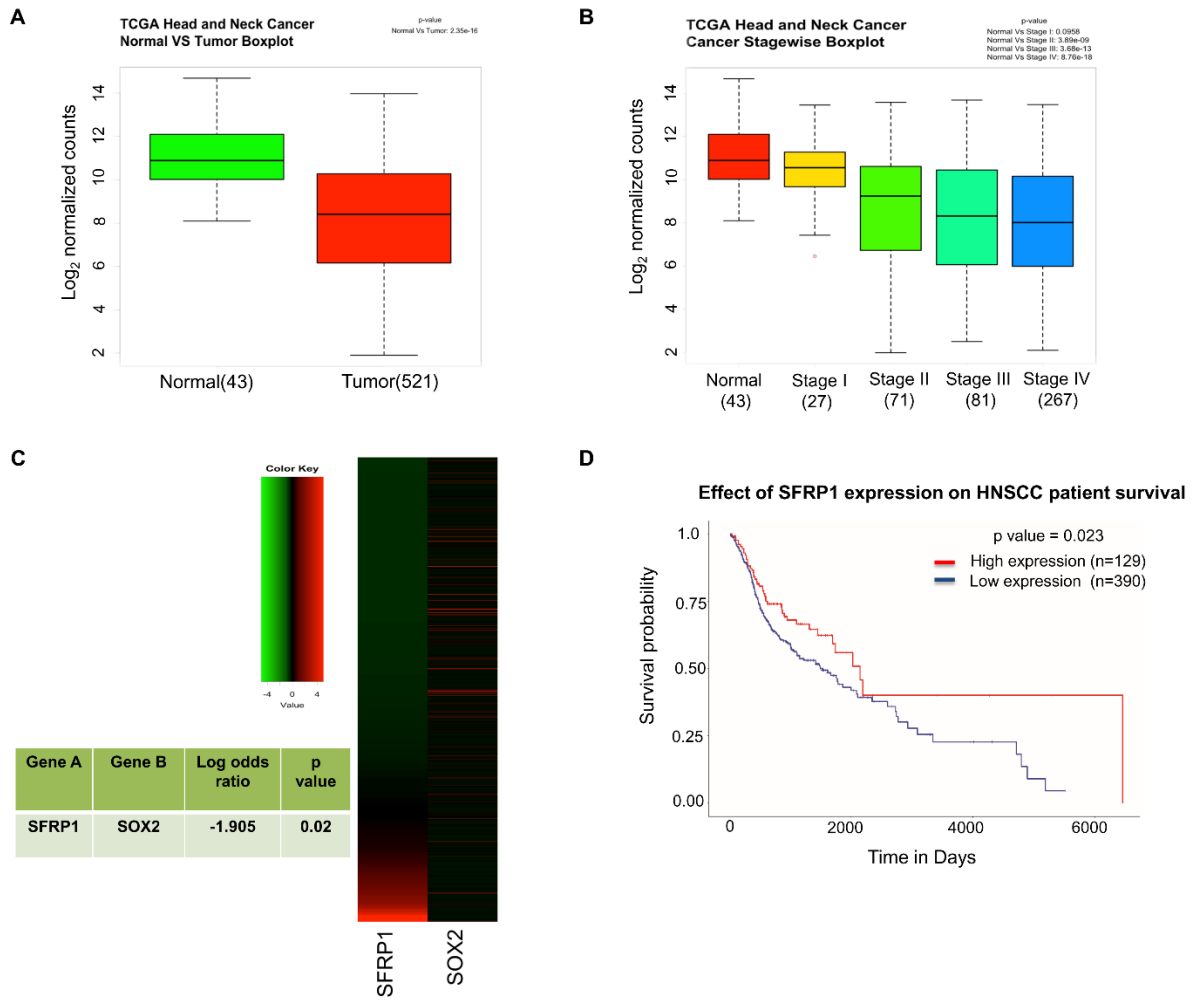 A
TCGA Head and Neck Cancer
Normal VS Tumor Boxplot
p-value
Normal Vs Tumor: 2.35e-16
Log2 normalized counts
14
12
10
8
6
4
2
Normal(43)
Tumor(521)
B
TCGA Head and Neck Cancer
Cancer Stagewise Boxplot
p-value
Normal Vs Stage I: 0.0958
Normal Vs Stage II: 3.89e-09
Normal Vs Stage III: 3.68e-13
Normal Vs Stage IV: 8.76e-18
Log2 normalized counts
14
12
10
8
6
4
2
Normal
(43)
Stage I
(27)
Stage II
(71)
Stage III
(81)
Stage IV
(267)
C
Color Key
-4 0 4
Value
Gene A Gene B Log odds ratio p value
SFRP1 SOX2 -1.905 0.02
SFRP1
SOX2
D
Effect of SFRP1 expression on HNSCC patient survival
p value = 0.023
High expression (n=129)
Low expression (n=390)
Survival probability
1.0
0.75
0.50
0.25
0.00
0 2000 4000 6000
Time in Days